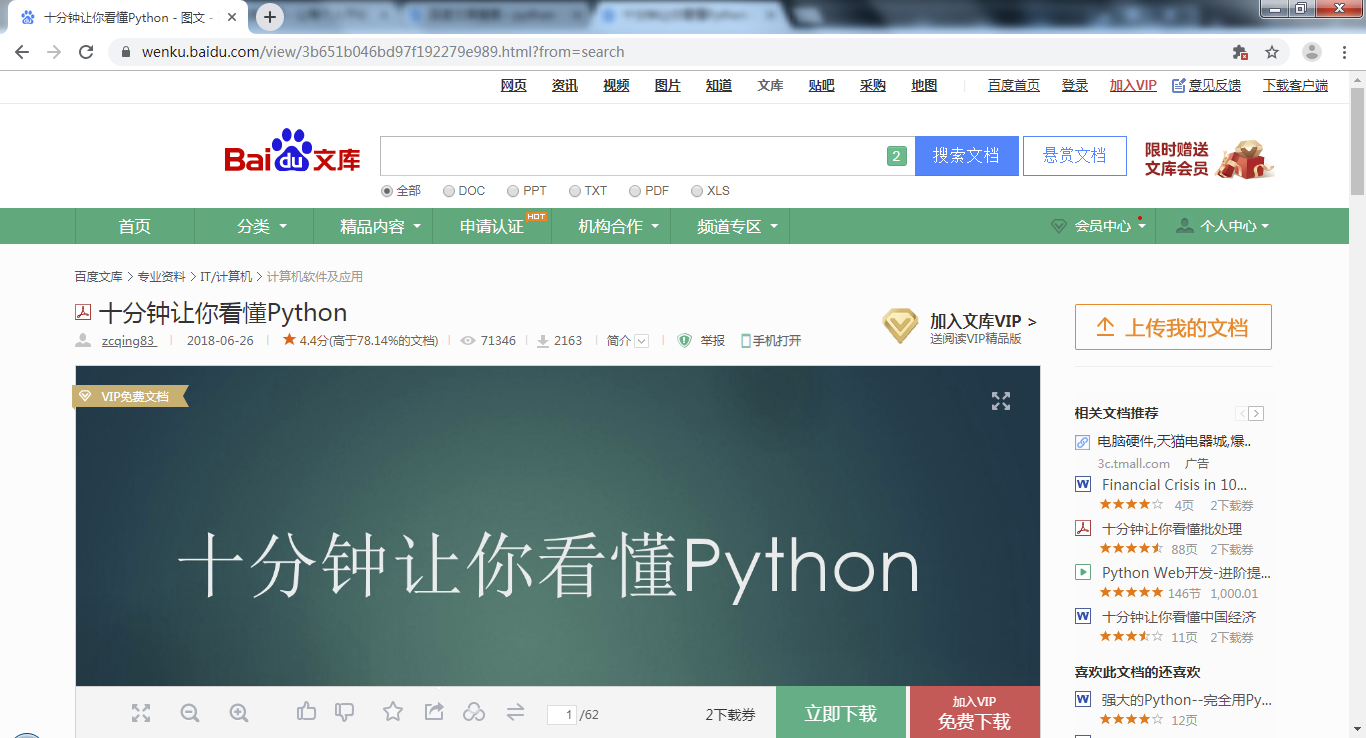 十分钟让你看懂Python - 图文 -
wenku.baidu.com/view/3b651b046bd97f192279e989.html?from=search
网页 资讯 视频 图片 知道 文库 贴吧 采购 地图 百度首页 登录 加入VIP 意见反馈 下载客户端
Baidu文库
2 搜索文档 悬赏文档
限时赠送
文库会员
全部 DOC PPT TXT PDF XLS
首页 分类 精品内容 申请认证 HOT 机构合作 频道专区 会员中心 个人中心
百度文库 > 专业资料 > IT/计算机 > 计算机软件及应用
十分钟让你看懂Python
zcqing83 2018-06-26 4.4分(高于78.14%的文档) 71346 2163 简介 举报 手机打开
加入文库VIP >
送阅读VIP精品版
上传我的文档
VIP免费文档
十分钟让你看懂Python
1 /62 2下载券 立即下载
加入VIP
免费下载
相关文档推荐
电脑硬件,天猫电器城,爆..
3c.tmall.com 广告
Financial Crisis in 10...
4页 2下载券
十分钟让你看懂批处理
88页 2下载券
Python Web开发-进阶提...
146节 1,000.01
十分钟让你看懂中国经济
11页 2下载券
喜欢此文档的还喜欢
强大的Python--完全用Py...
12页